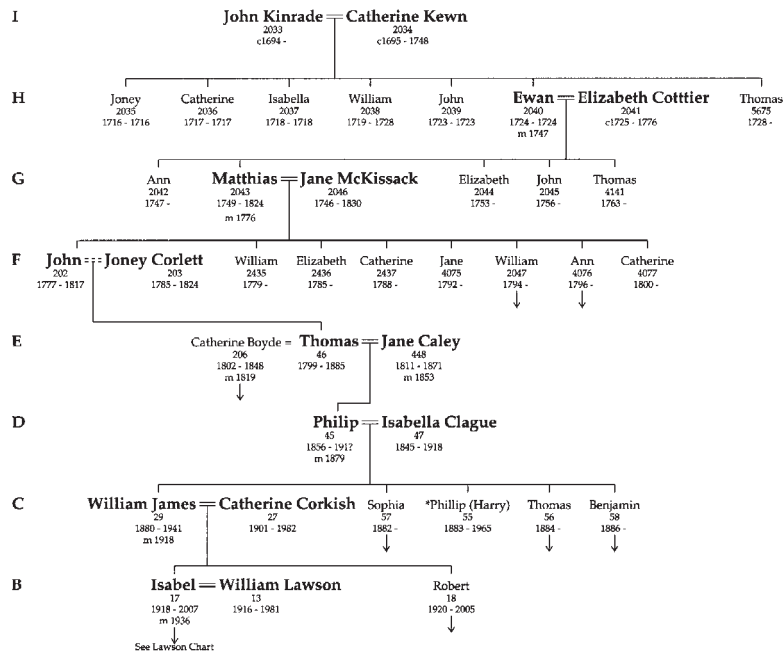 I
John Kinrade == Catherine Kewn
2033 2034
c1694 - c1695 - 1748
H
Joney Catherine Isabella William John Ewan == Elizabeth Cotttier Thomas
2035 2036 2037 2038 2039 2040 2041 5675
1716 - 1716 1717 - 1717 1718 - 1718 1719 - 1728 1723 - 1723 1724 - 1724 c1725 - 1776 1728 -
m 1747
G
Ann Matthias == Jane McKissack Elizabeth John Thomas
2042 2043 2046 2044 2045 4141
1747 - 1749 - 1824 1746 - 1830 1753 - 1756 - 1763 -
m 1776
F
John == Joney Corlett William Elizabeth Catherine Jane William Ann Catherine
202 203 2435 2436 2437 4075 2047 4076 4077
1777 - 1817 1785 - 1824 1779 - 1785 - 1788 - 1792 - 1794 - 1796 - 1800 -
E
Catherine Boyde = Thomas == Jane Caley
206 46 448
1802 - 1848 1799 - 1885 1811 - 1871
m 1819 m 1853
D
Philip == Isabella Clague
45 47
1856 - 191? 1845 - 1918
m 1879
C
William James == Catherine Corkish Sophia *Phillip (Harry) Thomas Benjamin
29 27 57 55 56 58
1880 - 1941 1901 - 1982 1882 - 1883 - 1965 1884 - 1886 -
m 1918
B
Isabel == William Lawson Robert
17 13 18
1918 - 2007 1916 - 1981 1920 - 2005
m 1936
See Lawson Chart